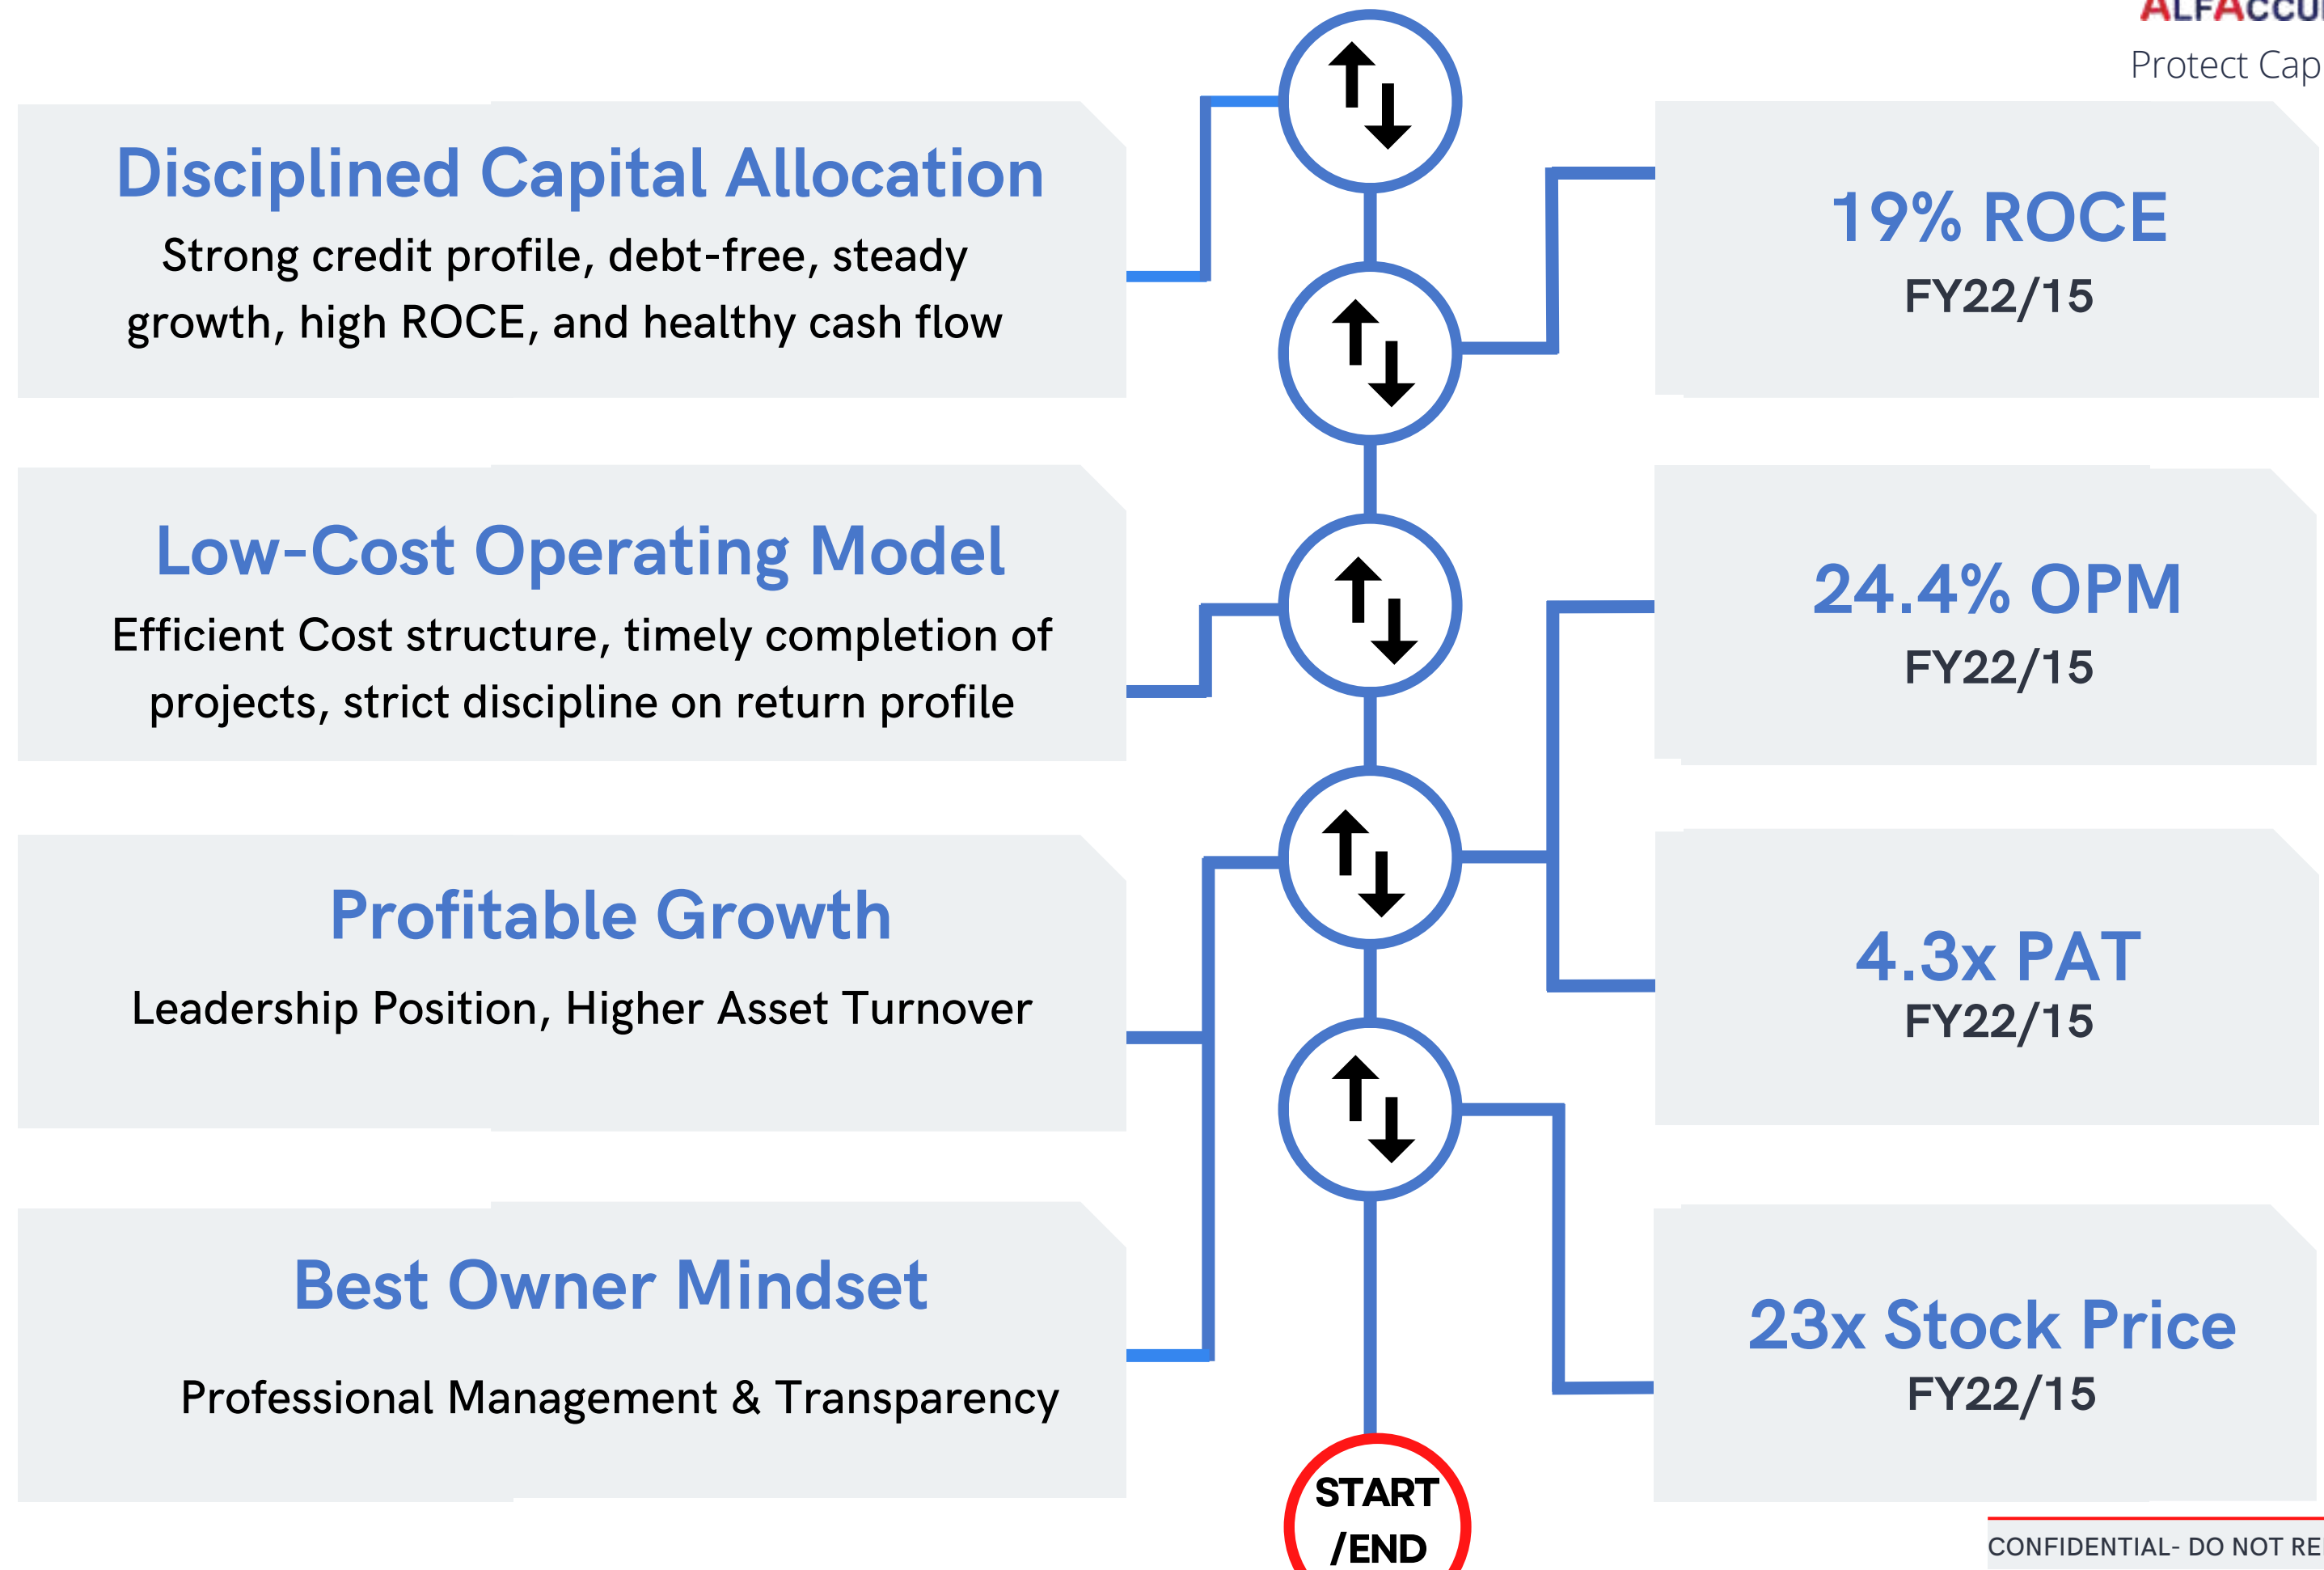 Protect Cap
Disciplined Capital Allocation
Strong credit profile, debt-free, steady
growth, high ROCE, and healthy cash flow
19% ROCE
FY22/15
Low-Cost Operating Model
Efficient Cost structure, timely completion of
projects, strict discipline on return profile
24.4% OPM
FY22/15
Profitable Growth
Leadership Position, Higher Asset Turnover
4.3x PAT
FY22/15
Best Owner Mindset
Professional Management & Transparency
23x Stock Price
FY22/15
START
/END
CONFIDENTIAL- DO NOT RE